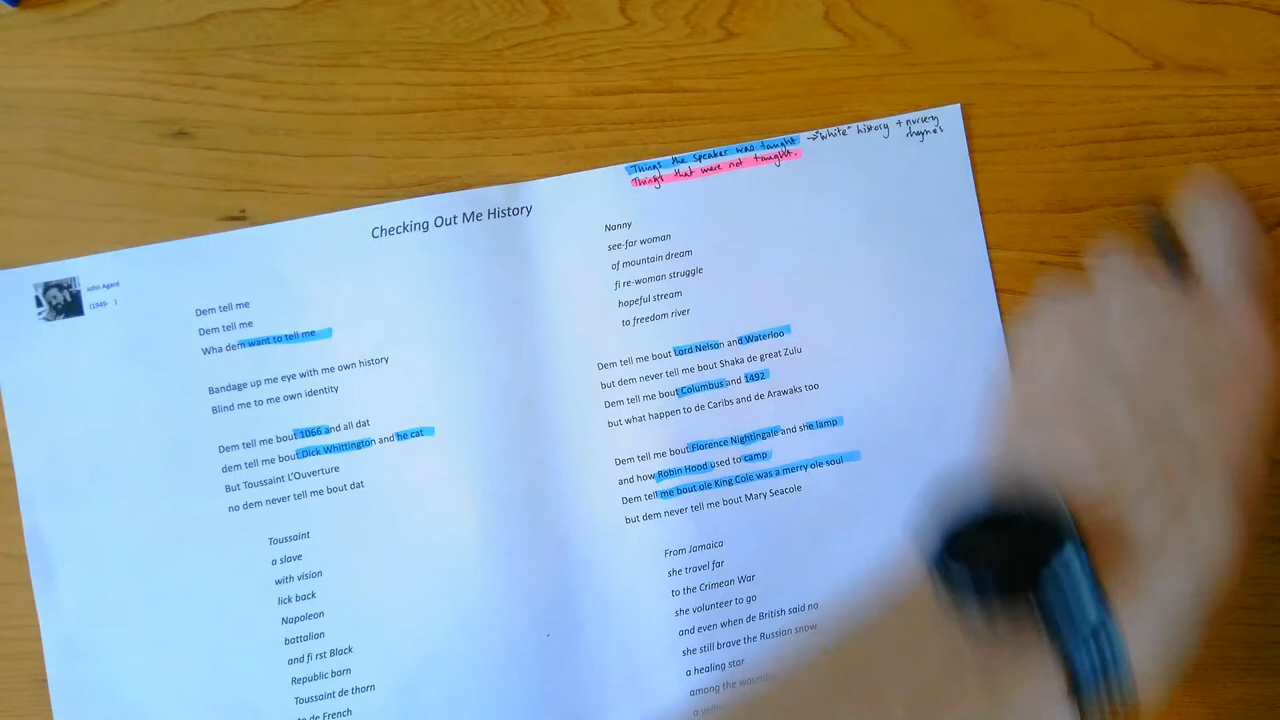 Things the speaker was taught → "white" history + nursery
rhymes
Things that were not taught.
Checking Out Me History
John Agard
(1949- )
Dem tell me
Dem tell me
Wha dem want to tell me
Bandage up me eye with me own history
Blind me to me own identity
Dem tell me bout 1066 and all dat
dem tell me bout Dick Whittington and he cat
But Toussaint L'Ouverture
no dem never tell me bout dat
Toussaint
a slave
with vision
lick back
Napoleon
battalion
and fi rst Black
Republic born
Toussaint de thorn
to de French
Nanny
see-far woman
of mountain dream
fi re-woman struggle
hopeful stream
to freedom river
Dem tell me bout Lord Nelson and Waterloo
but dem never tell me bout Shaka de great Zulu
Dem tell me bout Columbus and 1492
but what happen to de Caribs and de Arawaks too
Dem tell me bout Florence Nightingale and she lamp
and how Robin Hood used to camp
Dem tell me bout ole King Cole was a merry ole soul
but dem never tell me bout Mary Seacole
From Jamaica
she travel far
to the Crimean War
she volunteer to go
and even when de British said no
she still brave the Russian snow
a healing star
among the wounded
a